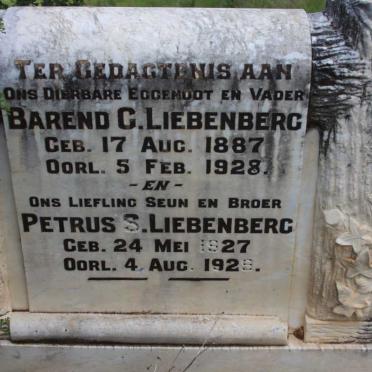 TER GEDAGTENIS AAN
ONS DIERBARE EGGENOOT EN VADER
BAREND G. LIEBENBERG
GEB. 17 AUG. 1887
OORL. 5 FEB. 1928.
-EN-
ONS LIEFLING SEUN EN BROER
PETRUS S. LIEBENBERG
GEB. 24 MEI 1927
OORL. 4 AUG. 1928.